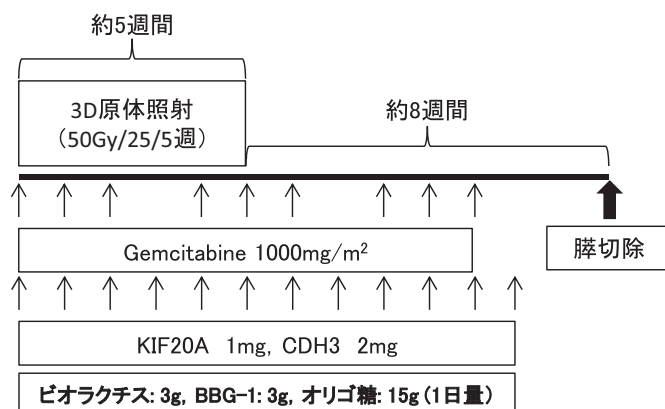 約5週間
3D原体照射
（50Gy/25/5週）
約8週間
Gemcitabine 1000mg/m²
膵切除
KIF20A 1mg, CDH3 2mg
ビオラクチス: 3g, BBG-1: 3g, オリゴ糖: 15g (1日量)